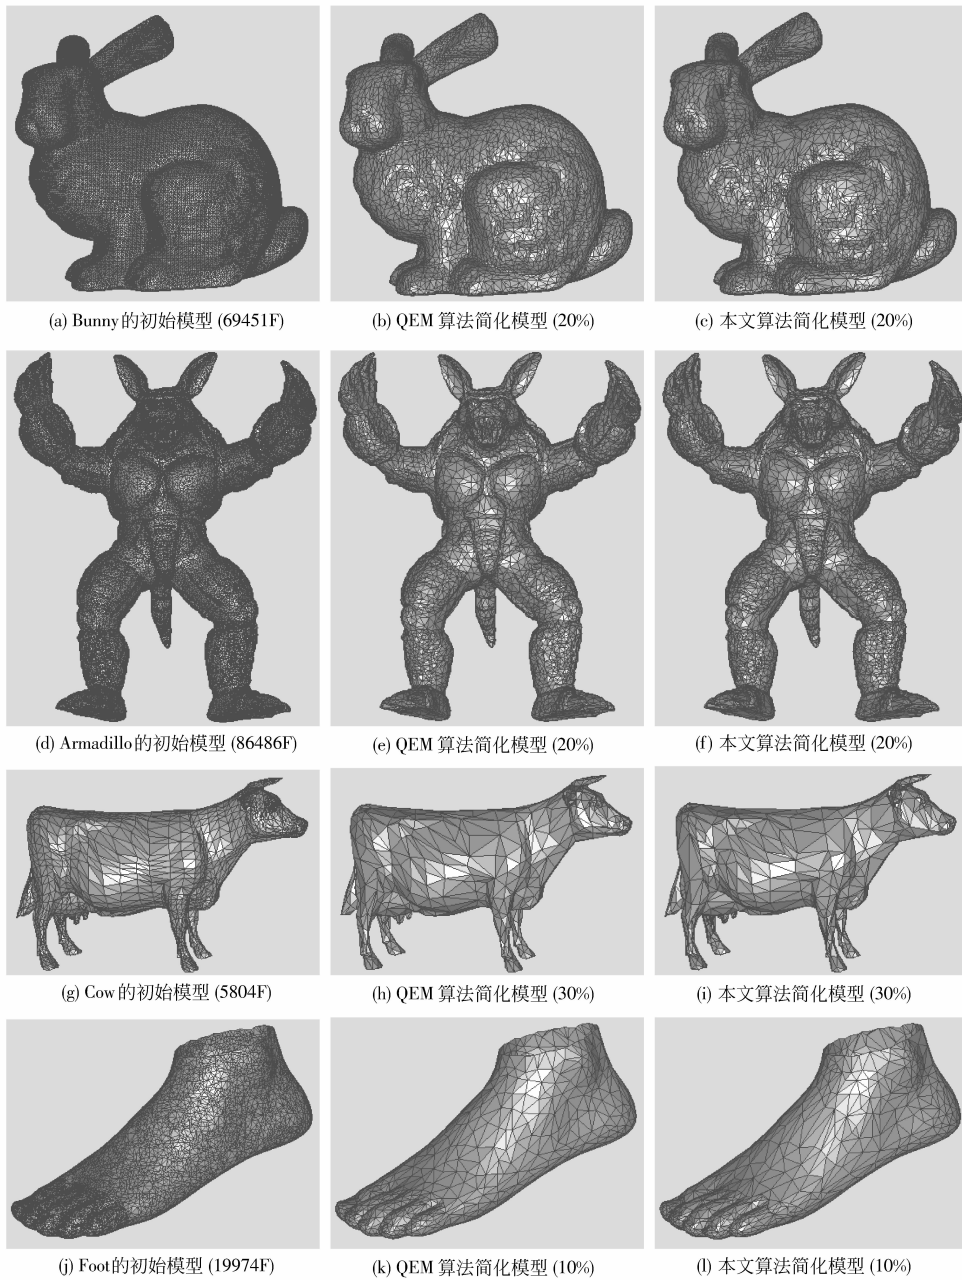 (a) Bunny的初始模型 (69451F)
(b) QEM 算法简化模型 (20%)
(c) 本文算法简化模型 (20%)
(d) Armadillo的初始模型 (86486F)
(e) QEM 算法简化模型 (20%)
(f) 本文算法简化模型 (20%)
(g) Cow的初始模型 (5804F)
(h) QEM 算法简化模型 (30%)
(i) 本文算法简化模型 (30%)
(j) Foot的初始模型 (19974F)
(k) QEM 算法简化模型 (10%)
(l) 本文算法简化模型 (10%)